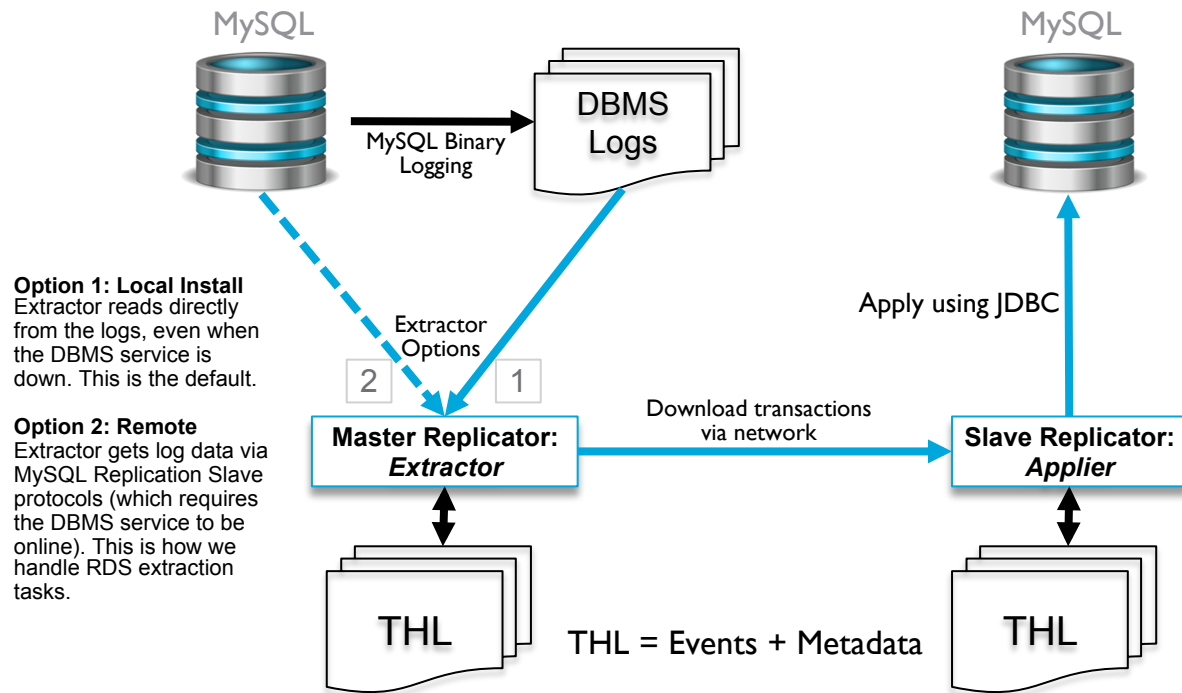 MySQL
MySQL
DBMS
Logs
MySQL Binary
Logging
Option 1: Local Install
Extractor reads directly
from the logs, even when
the DBMS service is
down. This is the default.
Option 2: Remote
Extractor gets log data via
MySQL Replication Slave
protocols (which requires
the DBMS service to be
online). This is how we
handle RDS extraction
tasks.
Extractor
Options
2
1
Apply using JDBC
Master Replicator:
Extractor
Download transactions
via network
Slave Replicator:
Applier
THL
THL = Events + Metadata
THL